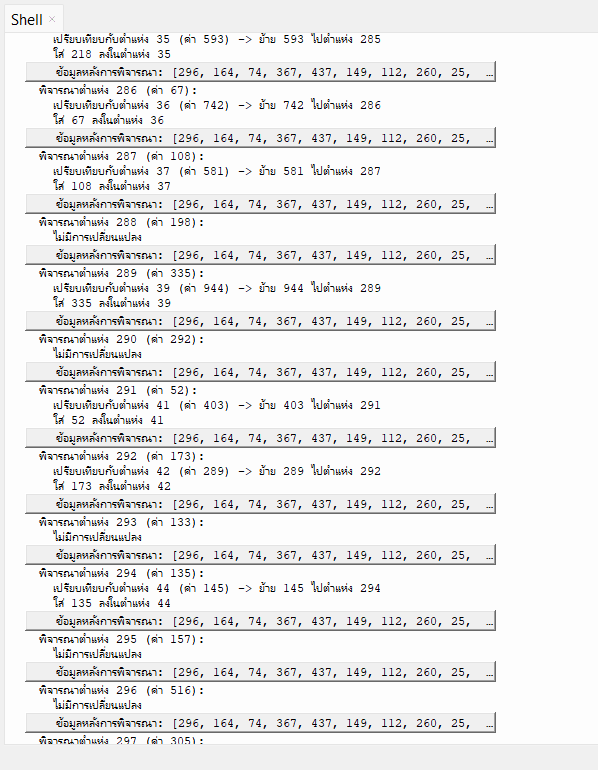 Shell ×
เปรียบเทียบกับตำแห่ง 35 (ค่า 593) -> ย้าย 593 ไปตำแห่ง 285
ใส่ 218 ลงในตำแห่ง 35
ข้อมูลหลังการพิจารณา: [296, 164, 74, 367, 437, 149, 112, 260, 25, …
พิจารณาตำแห่ง 286 (ค่า 67):
เปรียบเทียบกับตำแห่ง 36 (ค่า 742) -> ย้าย 742 ไปตำแห่ง 286
ใส่ 67 ลงในตำแห่ง 36
ข้อมูลหลังการพิจารณา: [296, 164, 74, 367, 437, 149, 112, 260, 25, …
พิจารณาตำแห่ง 287 (ค่า 108):
เปรียบเทียบกับตำแห่ง 37 (ค่า 581) -> ย้าย 581 ไปตำแห่ง 287
ใส่ 108 ลงในตำแห่ง 37
ข้อมูลหลังการพิจารณา: [296, 164, 74, 367, 437, 149, 112, 260, 25, …
พิจารณาตำแห่ง 288 (ค่า 198):
ไม่มีการเปลี่ยนแปลง
ข้อมูลหลังการพิจารณา: [296, 164, 74, 367, 437, 149, 112, 260, 25, …
พิจารณาตำแห่ง 289 (ค่า 335):
เปรียบเทียบกับตำแห่ง 39 (ค่า 944) -> ย้าย 944 ไปตำแห่ง 289
ใส่ 335 ลงในตำแห่ง 39
ข้อมูลหลังการพิจารณา: [296, 164, 74, 367, 437, 149, 112, 260, 25, …
พิจารณาตำแห่ง 290 (ค่า 292):
ไม่มีการเปลี่ยนแปลง
ข้อมูลหลังการพิจารณา: [296, 164, 74, 367, 437, 149, 112, 260, 25, …
พิจารณาตำแห่ง 291 (ค่า 52):
เปรียบเทียบกับตำแห่ง 41 (ค่า 403) -> ย้าย 403 ไปตำแห่ง 291
ใส่ 52 ลงในตำแห่ง 41
ข้อมูลหลังการพิจารณา: [296, 164, 74, 367, 437, 149, 112, 260, 25, …
พิจารณาตำแห่ง 292 (ค่า 173):
เปรียบเทียบกับตำแห่ง 42 (ค่า 289) -> ย้าย 289 ไปตำแห่ง 292
ใส่ 173 ลงในตำแห่ง 42
ข้อมูลหลังการพิจารณา: [296, 164, 74, 367, 437, 149, 112, 260, 25, …
พิจารณาตำแห่ง 293 (ค่า 133):
ไม่มีการเปลี่ยนแปลง
ข้อมูลหลังการพิจารณา: [296, 164, 74, 367, 437, 149, 112, 260, 25, …
พิจารณาตำแห่ง 294 (ค่า 135):
เปรียบเทียบกับตำแห่ง 44 (ค่า 145) -> ย้าย 145 ไปตำแห่ง 294
ใส่ 135 ลงในตำแห่ง 44
ข้อมูลหลังการพิจารณา: [296, 164, 74, 367, 437, 149, 112, 260, 25, …
พิจารณาตำแห่ง 295 (ค่า 157):
ไม่มีการเปลี่ยนแปลง
ข้อมูลหลังการพิจารณา: [296, 164, 74, 367, 437, 149, 112, 260, 25, …
พิจารณาตำแห่ง 296 (ค่า 516):
ไม่มีการเปลี่ยนแปลง
ข้อมูลหลังการพิจารณา: [296, 164, 74, 367, 437, 149, 112, 260, 25, …
พิจารณาตำแห่ง 297 (ค่า 305):